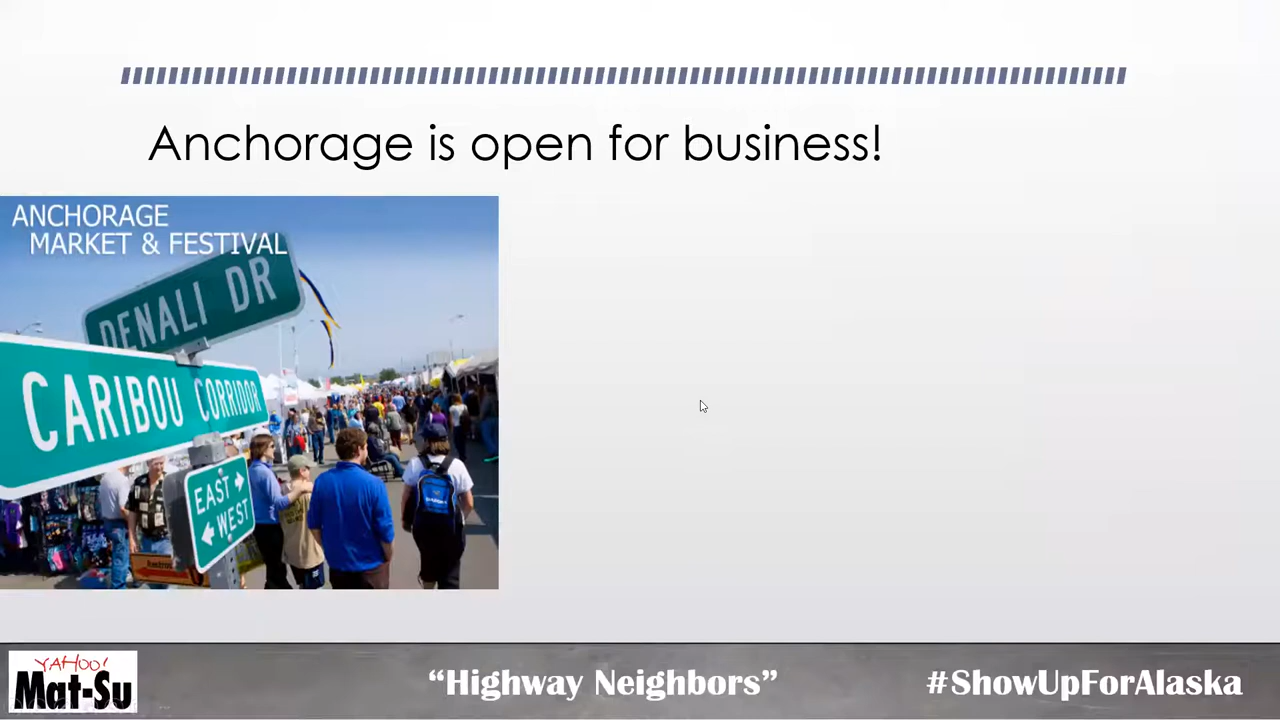 Anchorage is open for business!
ANCHORAGE
MARKET & FESTIVAL
DENALI DR
CARIBOU CORRIDOR
EAST
WEST
YAHOO!
Mat-Su
“Highway Neighbors”
#ShowUpForAlaska